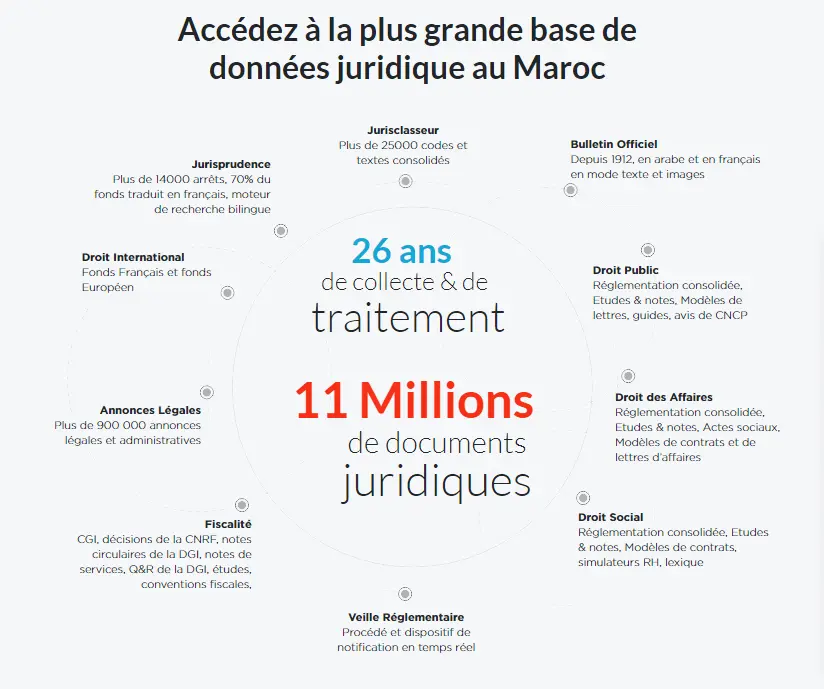 Accédez à la plus grande base de
données juridique au Maroc
Jurisclasseur
Plus de 25000 codes et
textes consolidés
Bulletin Officiel
Depuis 1912, en arabe et en français
en mode texte et images
Jurisprudence
Plus de 14000 arrêts, 70% du
fonds traduit en français, moteur
de recherche bilingue
Droit International
Fonds Français et fonds
Européen
26 ans
de collecte & de
traitement
Droit Public
Réglementation consolidée,
Etudes & notes, Modèles de
lettres, guides, avis de CNCP
11 Millions
de documents
juridiques
Annonces Légales
Plus de 900 000 annonces
légales et administratives
Droit des Affaires
Réglementation consolidée,
Etudes & notes, Actes sociaux,
Modèles de contrats et de
lettres d'affaires
Fiscalité
CGI, décisions de la CNRF, notes
circulaires de la DGI, notes de
services, Q&R de la DGI, études,
conventions fiscales,
Droit Social
Réglementation consolidée, Etudes
& notes, Modèles de contrats,
simulateurs RH, lexique
Veille Réglementaire
Procédé et dispositif de
notification en temps réel